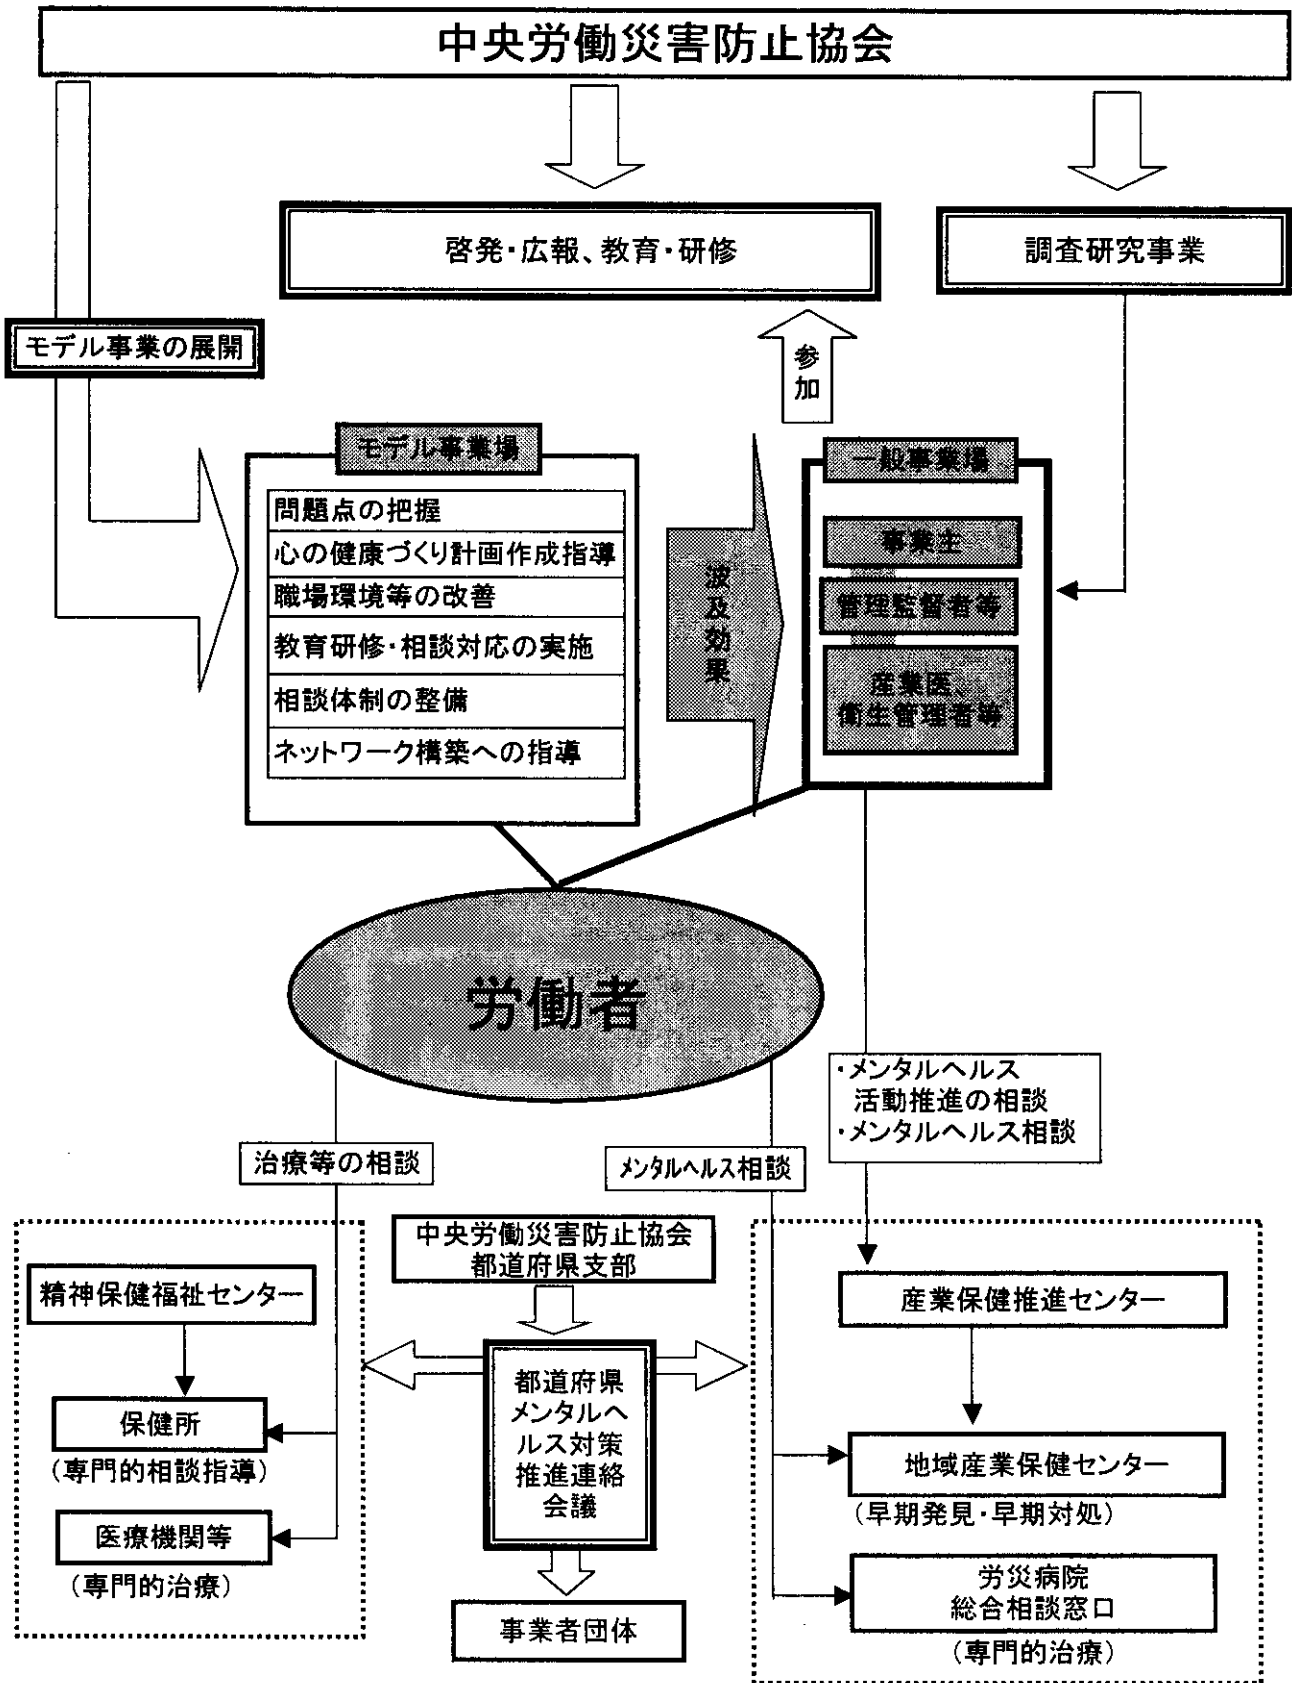 中央労働災害防止協会
啓発・広報、教育・研修
調査研究事業
モデル事業の展開
参
加
モデル事業場
問題点の把握
心の健康づくり計画作成指導
職場環境等の改善
教育研修・相談対応の実施
相談体制の整備
ネットワーク構築への指導
波
及
効
果
一般事業場
事業主
管理監督者等
産業医、
衛生管理者等
労働者
・メンタルヘルス
活動推進の相談
・メンタルヘルス相談
治療等の相談
メンタルヘルス相談
中央労働災害防止協会
都道府県支部
精神保健福祉センター
保健所
(専門的相談指導)
医療機関等
(専門的治療)
都道府県
メンタルヘ
ルス対策
推進連絡
会議
事業者団体
産業保健推進センター
地域産業保健センター
(早期発見・早期対処)
労災病院
総合相談窓口
(専門的治療)